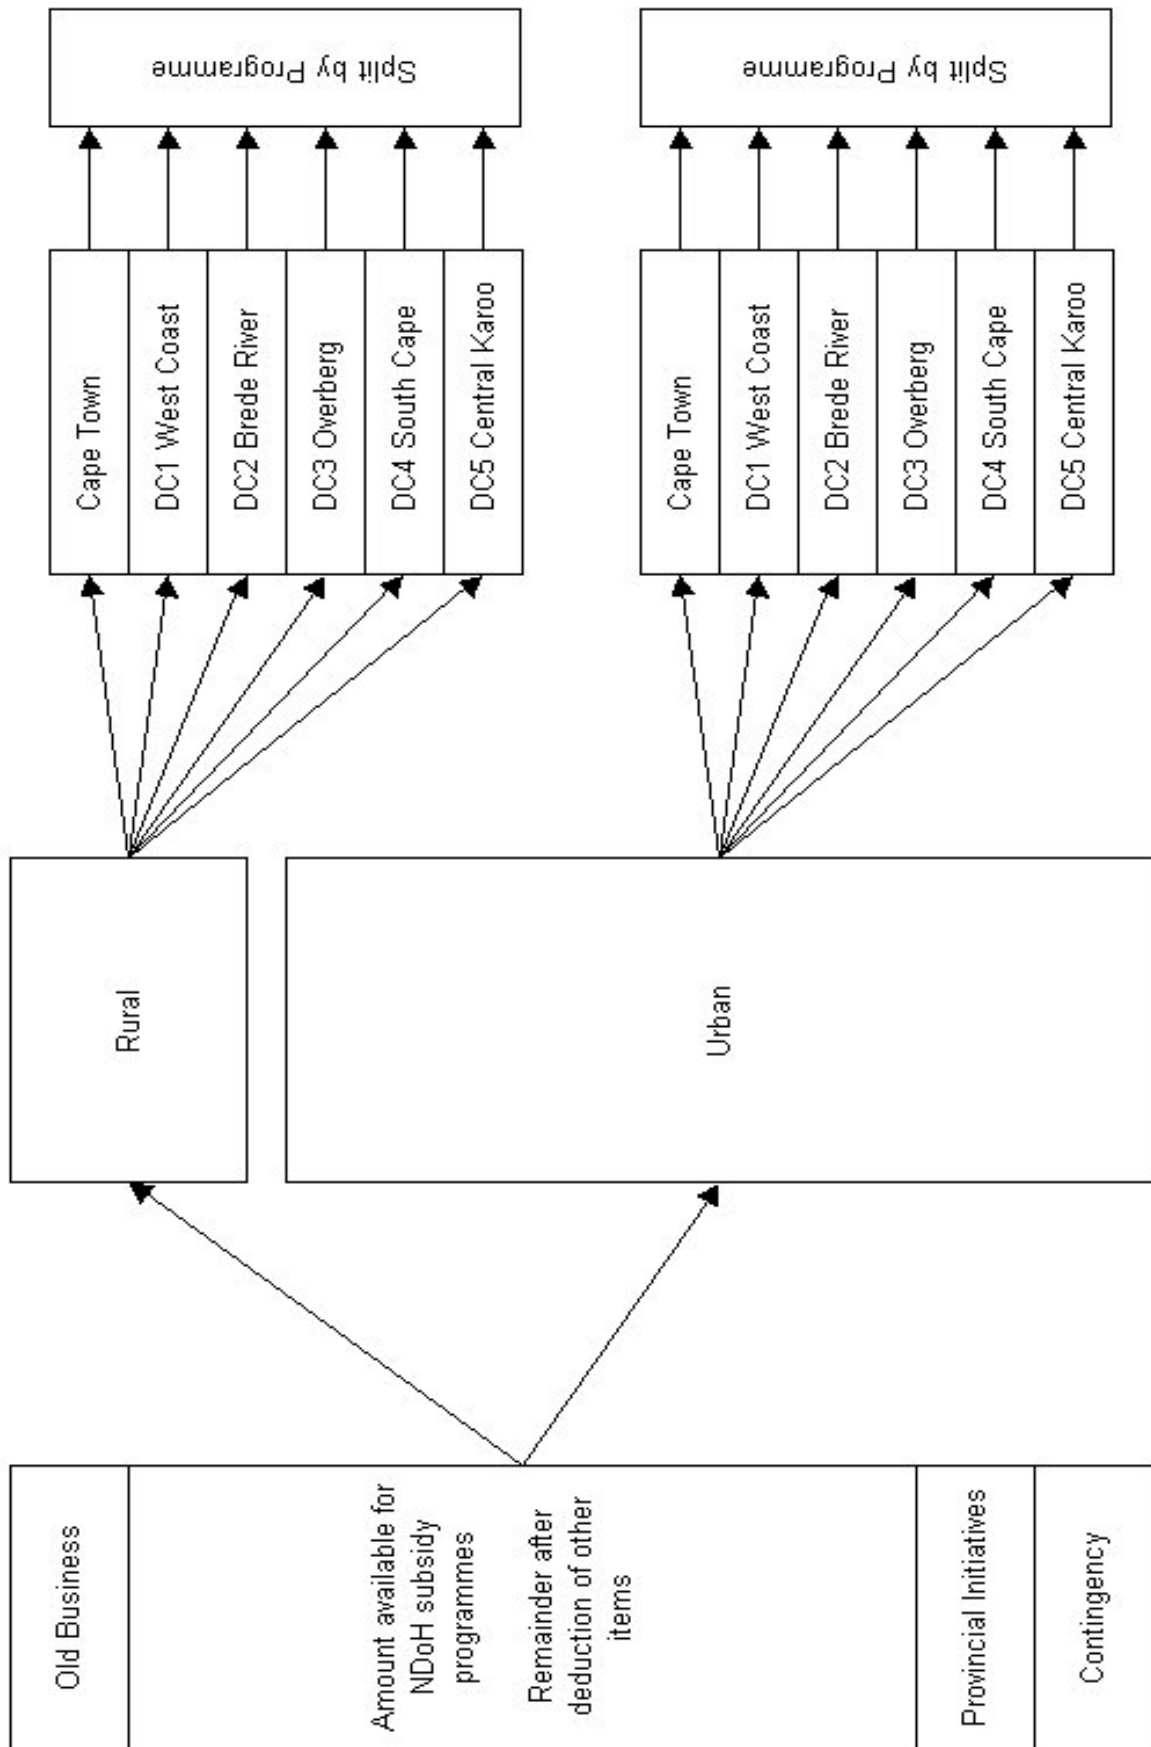 Old Business
Amount available for
NDoH subsidy
programmes
Remainder after
deduction of other
items
Provincial Initiatives
Contingency
Rural
Urban
Cape Town
DC1 West Coast
DC2 Brede River
DC3 Overberg
DC4 South Cape
DC5 Central Karoo
Split by Programme
Cape Town
DC1 West Coast
DC2 Brede River
DC3 Overberg
DC4 South Cape
DC5 Central Karoo
Split by Programme